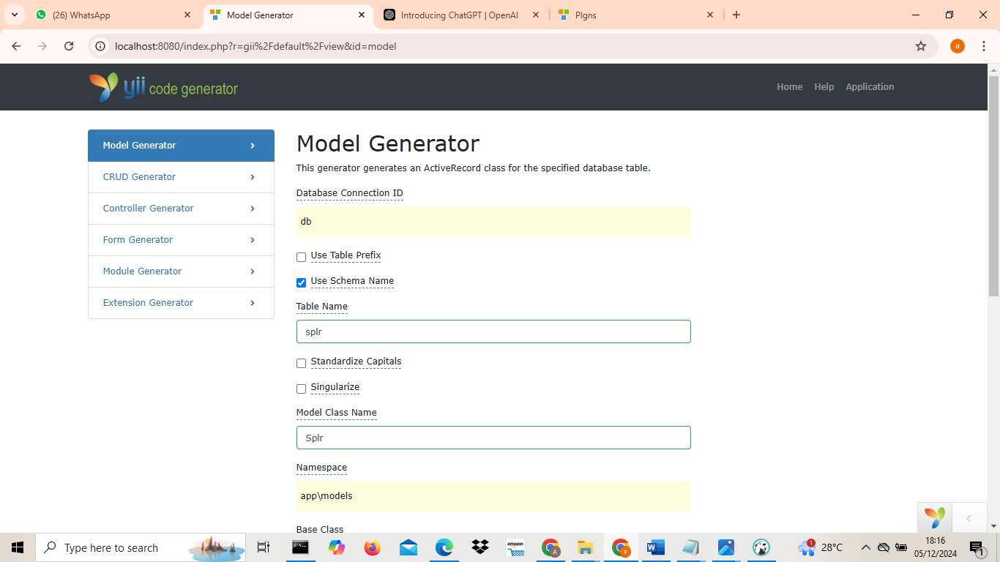 (26) WhatsApp
Model Generator
Introducing ChatGPT | OpenAI
Plgns
localhost:8080/index.php?r=gii%2Fdefault%2Fview&id=model
a
yii code generator
Home
Help
Application
Model Generator
CRUD Generator
Controller Generator
Form Generator
Module Generator
Extension Generator
Model Generator
This generator generates an ActiveRecord class for the specified database table.
Database Connection ID
db
Use Table Prefix
Use Schema Name
Table Name
splr
Standardize Capitals
Singularize
Model Class Name
Splr
Namespace
app\models
Base Class
Type here to search
amazon
A
a
W
1
28°C
18:16
05/12/2024
1